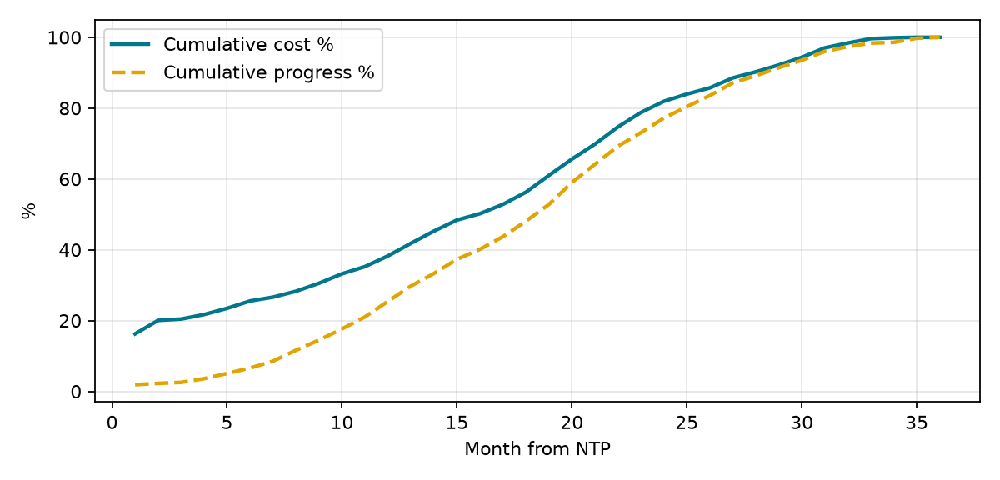 Cumulative cost %
Cumulative progress %
100
80
60
40
20
0
%
0 5 10 15 20 25 30 35
Month from NTP